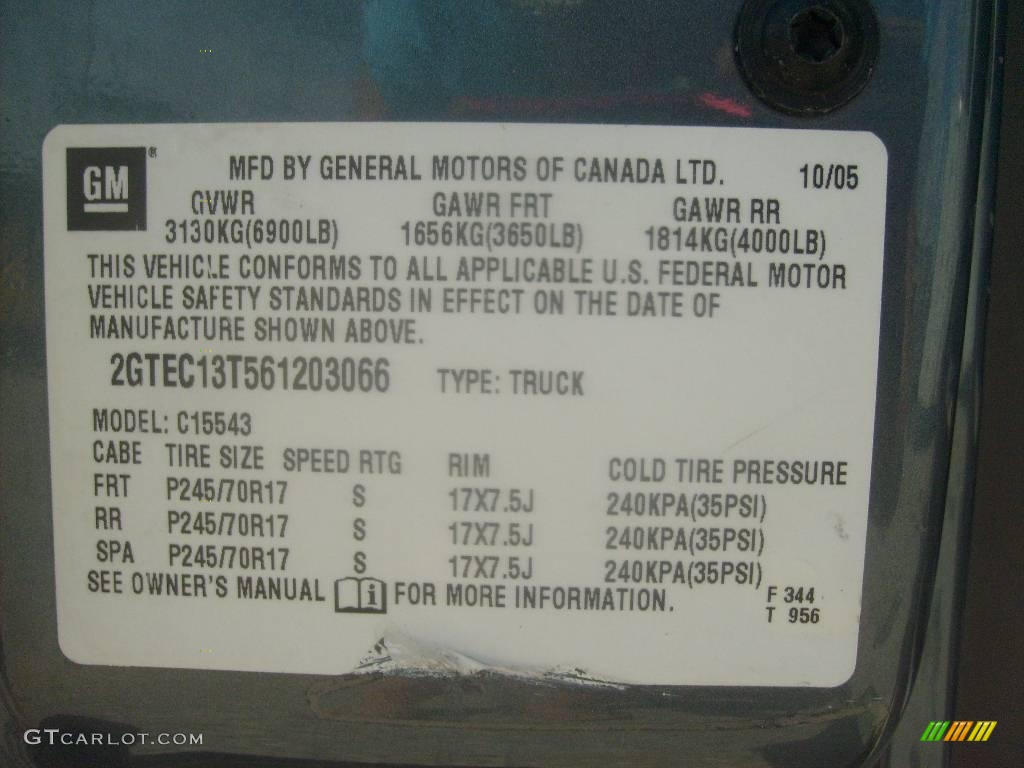 GM® MFD BY GENERAL MOTORS OF CANADA LTD. 10/05
GVWR GAWR FRT GAWR RR
3130KG(6900LB) 1656KG(3650LB) 1814KG(4000LB)
THIS VEHICLE CONFORMS TO ALL APPLICABLE U.S. FEDERAL MOTOR
VEHICLE SAFETY STANDARDS IN EFFECT ON THE DATE OF
MANUFACTURE SHOWN ABOVE.
2GTEC13T561203066 TYPE: TRUCK
MODEL: C15543
CABE TIRE SIZE SPEED RTG RIM COLD TIRE PRESSURE
FRT P245/70R17 S 17X7.5J 240KPA(35PSI)
RR P245/70R17 S 17X7.5J 240KPA(35PSI)
SPA P245/70R17 S 17X7.5J 240KPA(35PSI)
SEE OWNER'S MANUAL i FOR MORE INFORMATION. F 344
T 956
GTCARLOT.COM